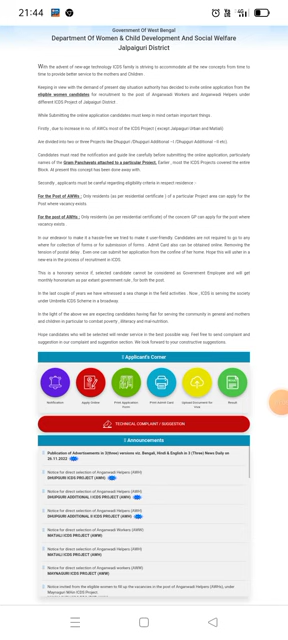 21:44
Government Of West Bengal
Department Of Women & Child Development And Social Welfare
Jalpaiguri District
With the advent of new-age technology ICDS family is striving to accommodate all the new concepts from time to
time to provide better service to the mothers and Children .
Keeping in view with the demand of present day situation authority has decided to invite online application from the
eligible women candidates for recruitment to the post of Anganwadi Workers and Anganwadi Helpers under
different ICDS Project of Jalpaiguri District .
While Submitting the online application candidates must keep in mind certain important things .
Firstly , due to increase in no. of AWCs most of the ICDS Project ( except Jalpaiguri Urban and Matiali)
Are divided into two or three Projects like Dhupguri /Dhupguri Additional -I /Dhupguri Additional -II etc)
Candidates must read the notification and guide line carefully before submitting the online application, particularly
names of the Gram Panchayats attached to a particular Project. Earlier , most the ICDS Projects covered the entire
Block. At present this concept has been done away with.
Secondly , applicants must be careful regarding eligibility criteria in respect residence :-
For the Post of AWWs : Only residents (as per residential certificate ) of a particular Project area can apply for the
Post where vacancy exists
For the post of AWHs : Only residents (as per residential certificate) of the concern GP can apply for the post where
vacancy exists
In our endeavor to make it a hassle-free we tried to make it user-friendly. Candidates are not required to go to any
where for collection of forms or for submission of forms . Admit Card also can be obtained online. Removing the
tension of postal delay . Even one can submit her application from the confine of her home. Hope this will usher in a
new-era in the process of recruitment in ICDS.
This is a honorary service if, selected candidate cannot be considered as Government Employee and will get
monthly honorarium as per extant government rule , for both the post
In the last couple of years we have witnessed a sea change in the field activities . Now , ICDS is serving the society
under Umbrella ICDS Scheme in a broadway.
In the light of the above we are expecting candidates having flair for serving the community in general and mothers
and children in particular to combat poverty , illiteracy and mal-nutrition.
Hope candidates who will be selected will render service in the best possible way. Feel free to send complaint and
suggestion in our complaint and suggestion section. We look forward to your constructive suggestions.
Applicant's Corner
Notification Apply Online Print Application Form Print Admit Card Upload Document for Viva Result
TECHNICAL COMPLAINT / SUGGESTION
Announcements
Publication of Advertisements in 3(three) verssions viz. Bengali, Hindi & English in 3 (Three) News Daily on
26.11.2022
Notice for direct selection of Anganwadi Helpers (AWH)
DHUPGURI ICDS PROJECT (AWH)
Notice for direct selection of Anganwadi Helpers (AWH)
DHUPGURI ADDITIONAL I ICDS PROJECT (AWH)
Notice for direct selection of Anganwadi Helpers (AWH)
DHUPGURI ADDITIONAL II ICDS PROJECT (AWH)
Notice for direct selection of Anganwadi Workers (AWW)
MATIALI ICDS PROJECT (AWW)
Notice for direct selection of Anganwadi Helpers (AWH)
MATIALI ICDS PROJECT (AWH)
Notice for direct selection of Anganwadi workers (AWW)
MAYNAGURI ICDS PROJECT (AWW)
Notice invited from the eligible women to fill up the vacancies in the post of Anganwadi Helpers (AWHs), under
Maynaguri ICDS Project